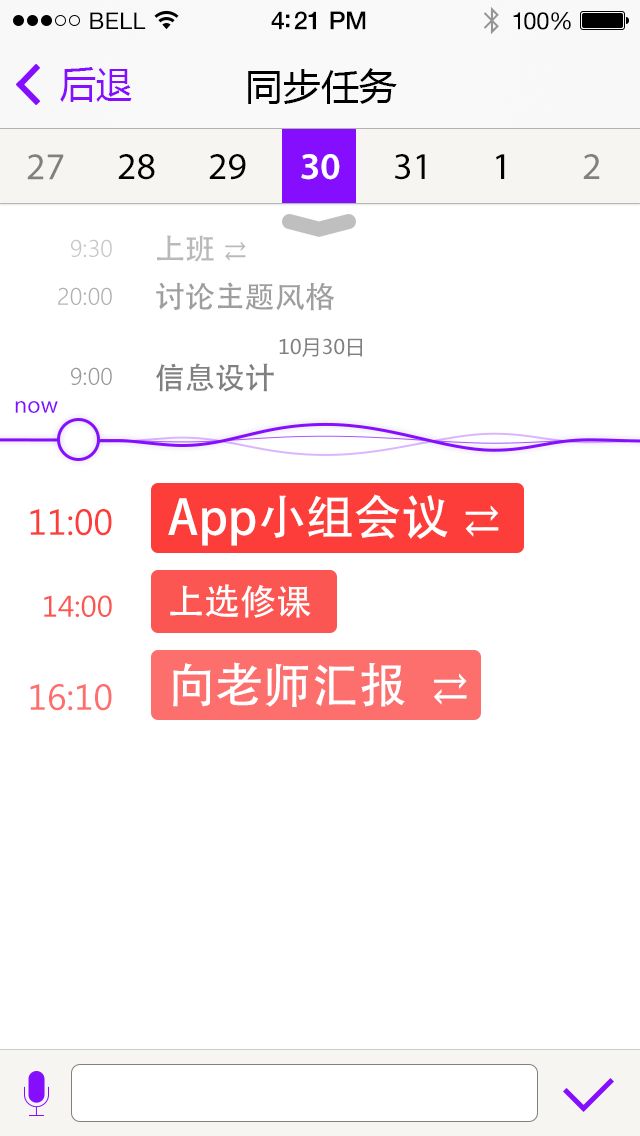 BELL 4:21 PM 100%
后退 同步任务
27 28 29 30 31 1 2
9:30 上班
20:00 讨论主题风格
10月30日
9:00 信息设计
now
11:00 App小组会议
14:00 上选修课
16:10 向老师汇报